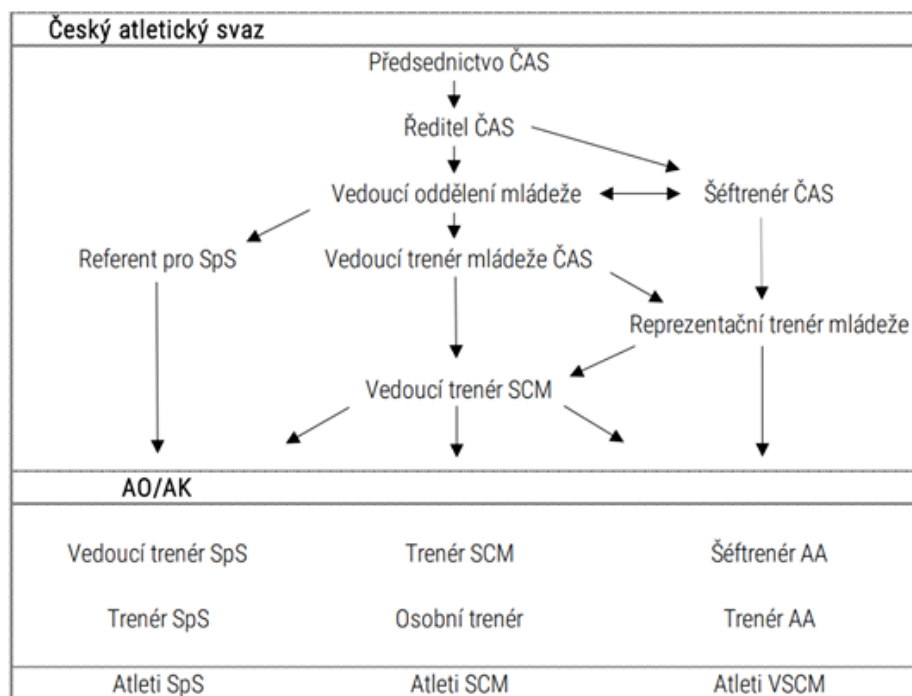 Český atletický svaz
Předsednictvo ČAS
Ředitel ČAS
Vedoucí oddělení mládeže Šéftrenér ČAS
Referent pro SpS Vedoucí trenér mládeže ČAS
Reprezentační trenér mládeže
Vedoucí trenér SCM
AO/AK
Vedoucí trenér SpS Trenér SCM Šéftrenér AA
Trenér SpS Osobní trenér Trenér AA
Atleti SpS Atleti SCM Atleti VSCM